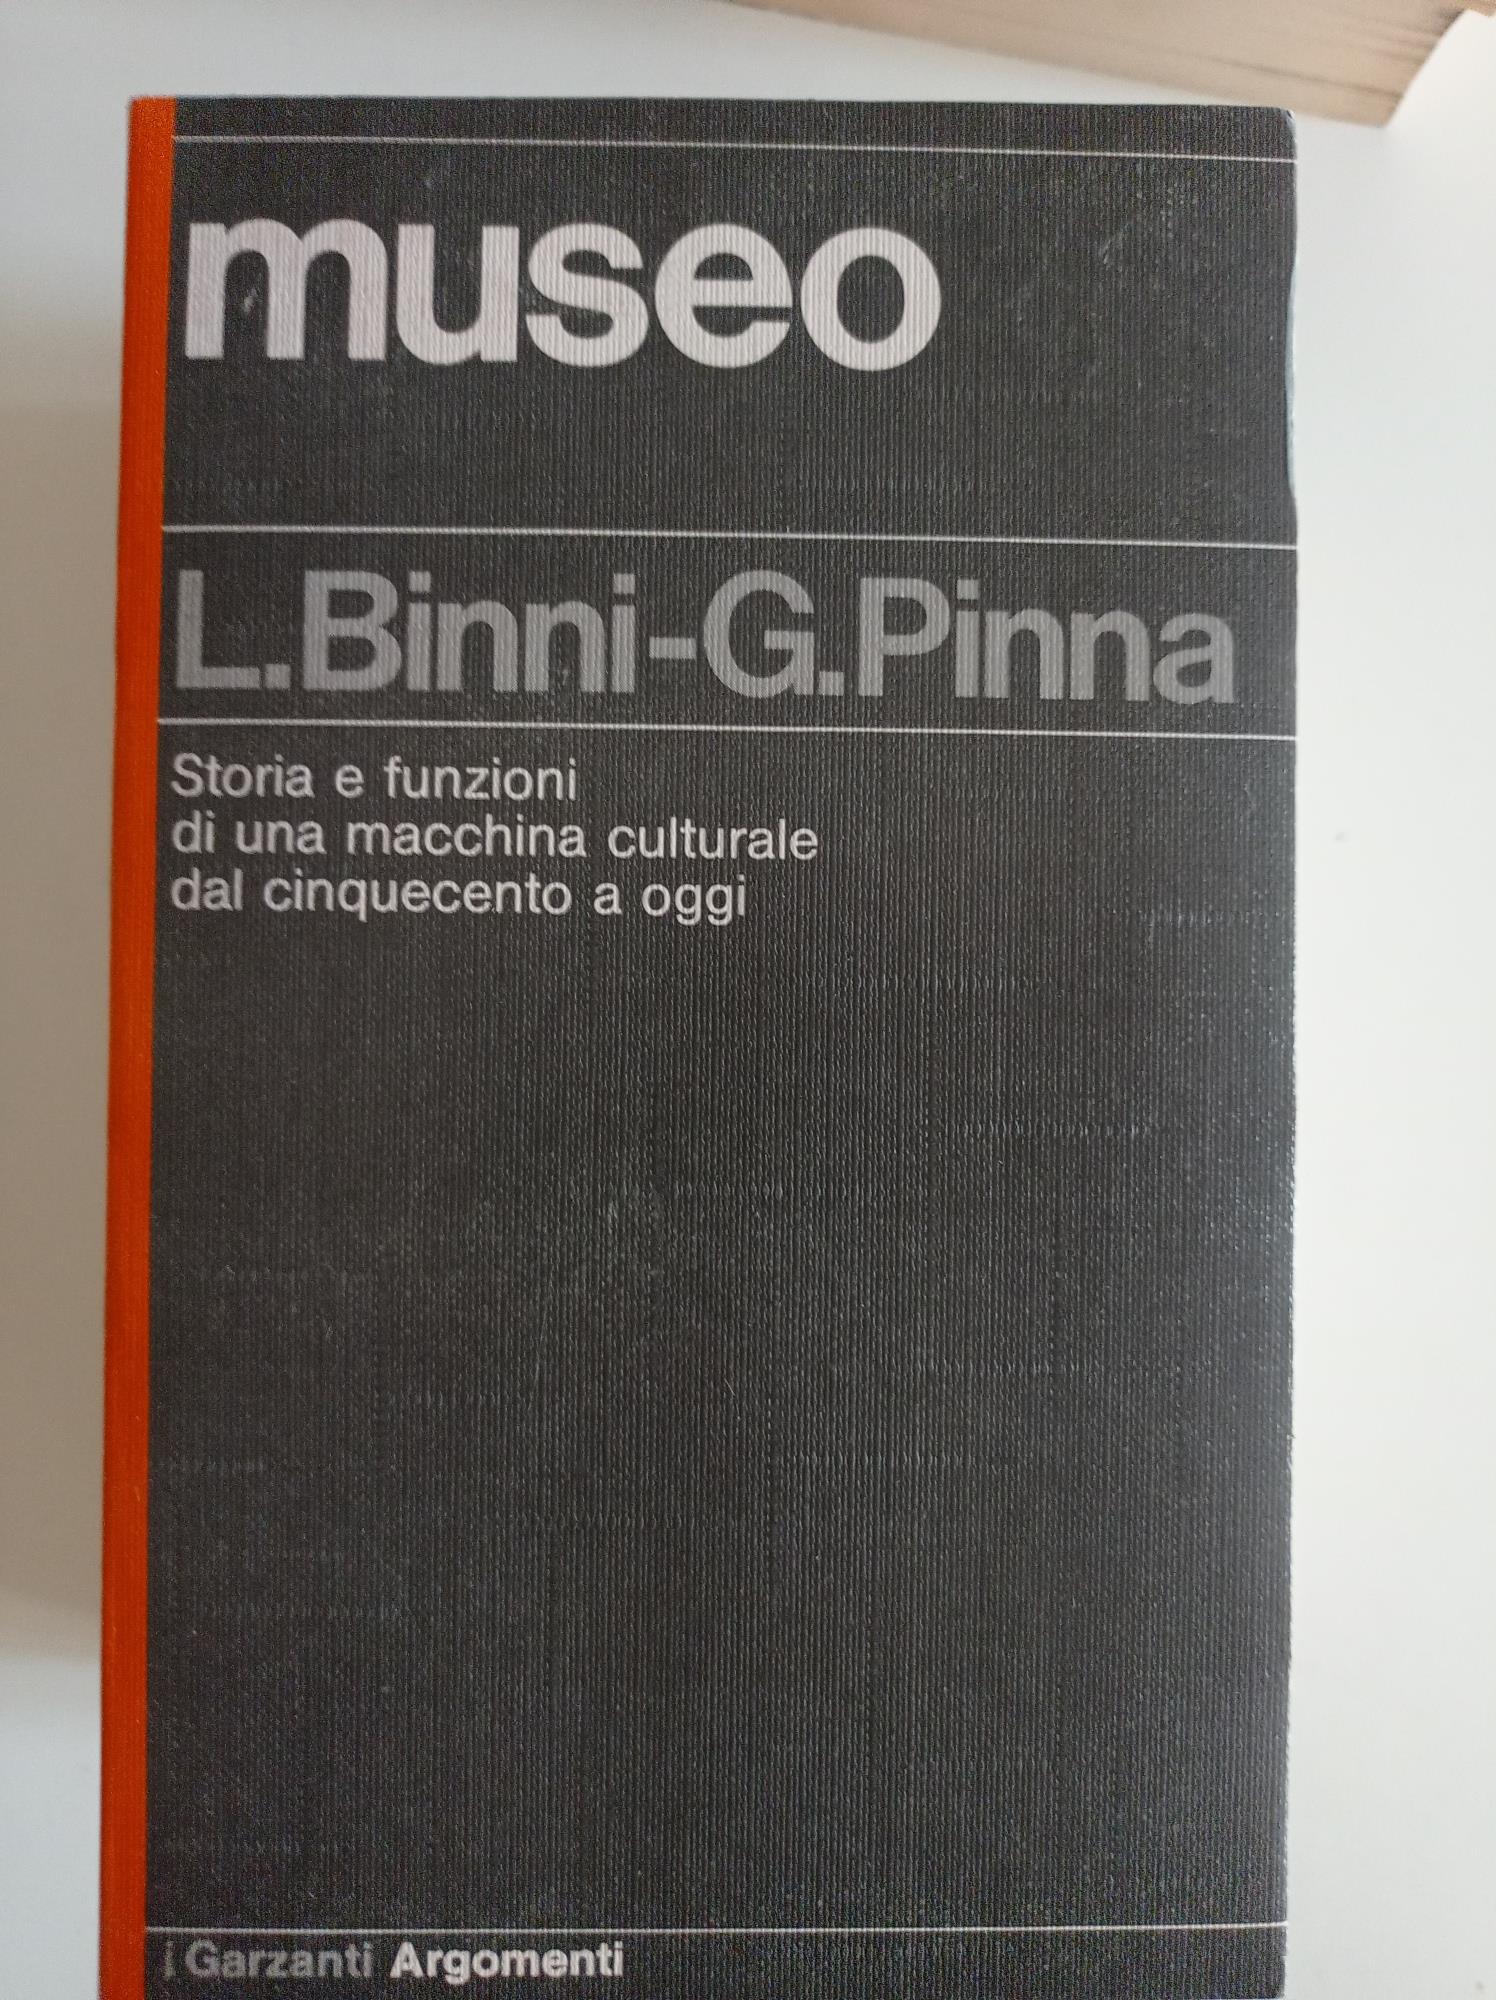 museo
L.Binni-G.Pinna
Storia e funzioni
di una macchina culturale
dal cinquecento a oggi
i Garzanti Argomenti